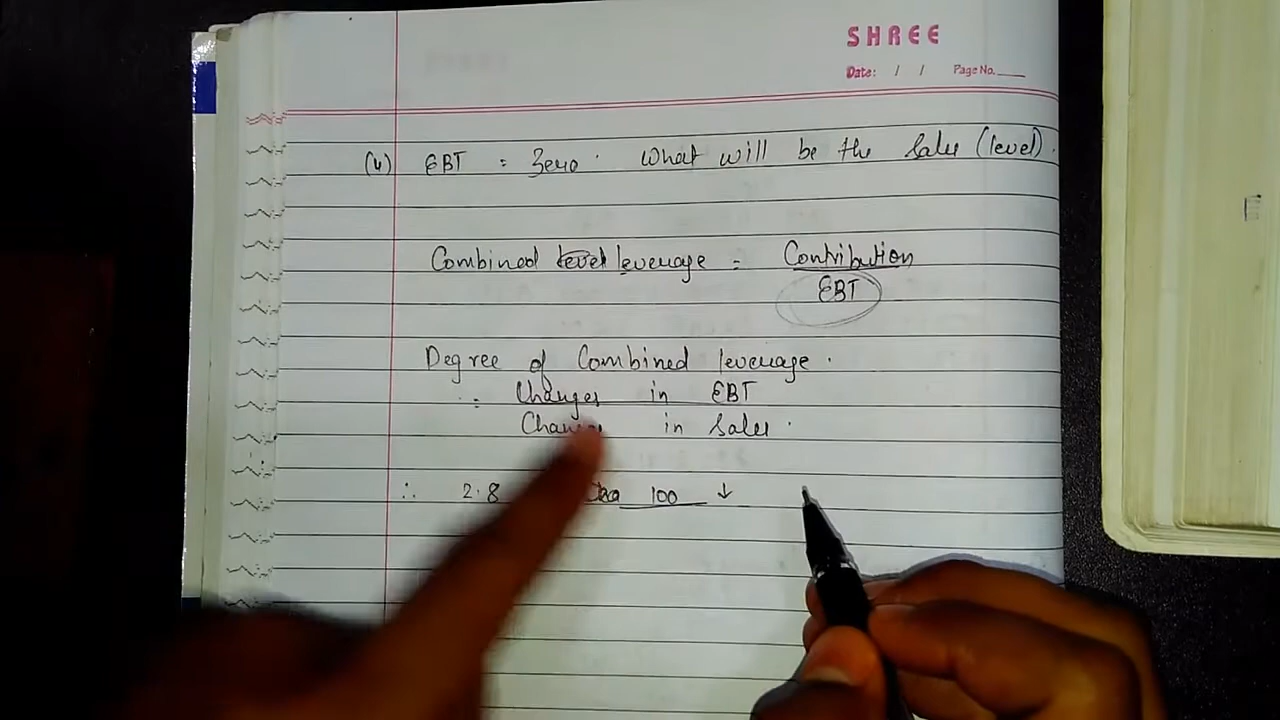 SHREE
Date: / / Page No.
(4) EBT = Zero. What will be the Sales (level).
Combined level leverage = Contribution
EBT
Degree of Combined leverage.
= Changes in EBT
in Sales.
∴ 2.8 100 ↓